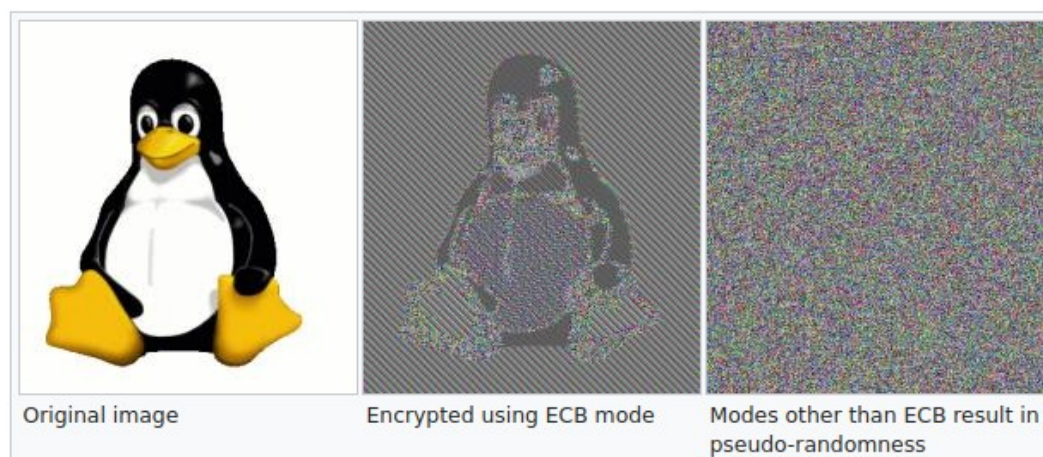 Original image
Encrypted using ECB mode
Modes other than ECB result in
pseudo-randomness